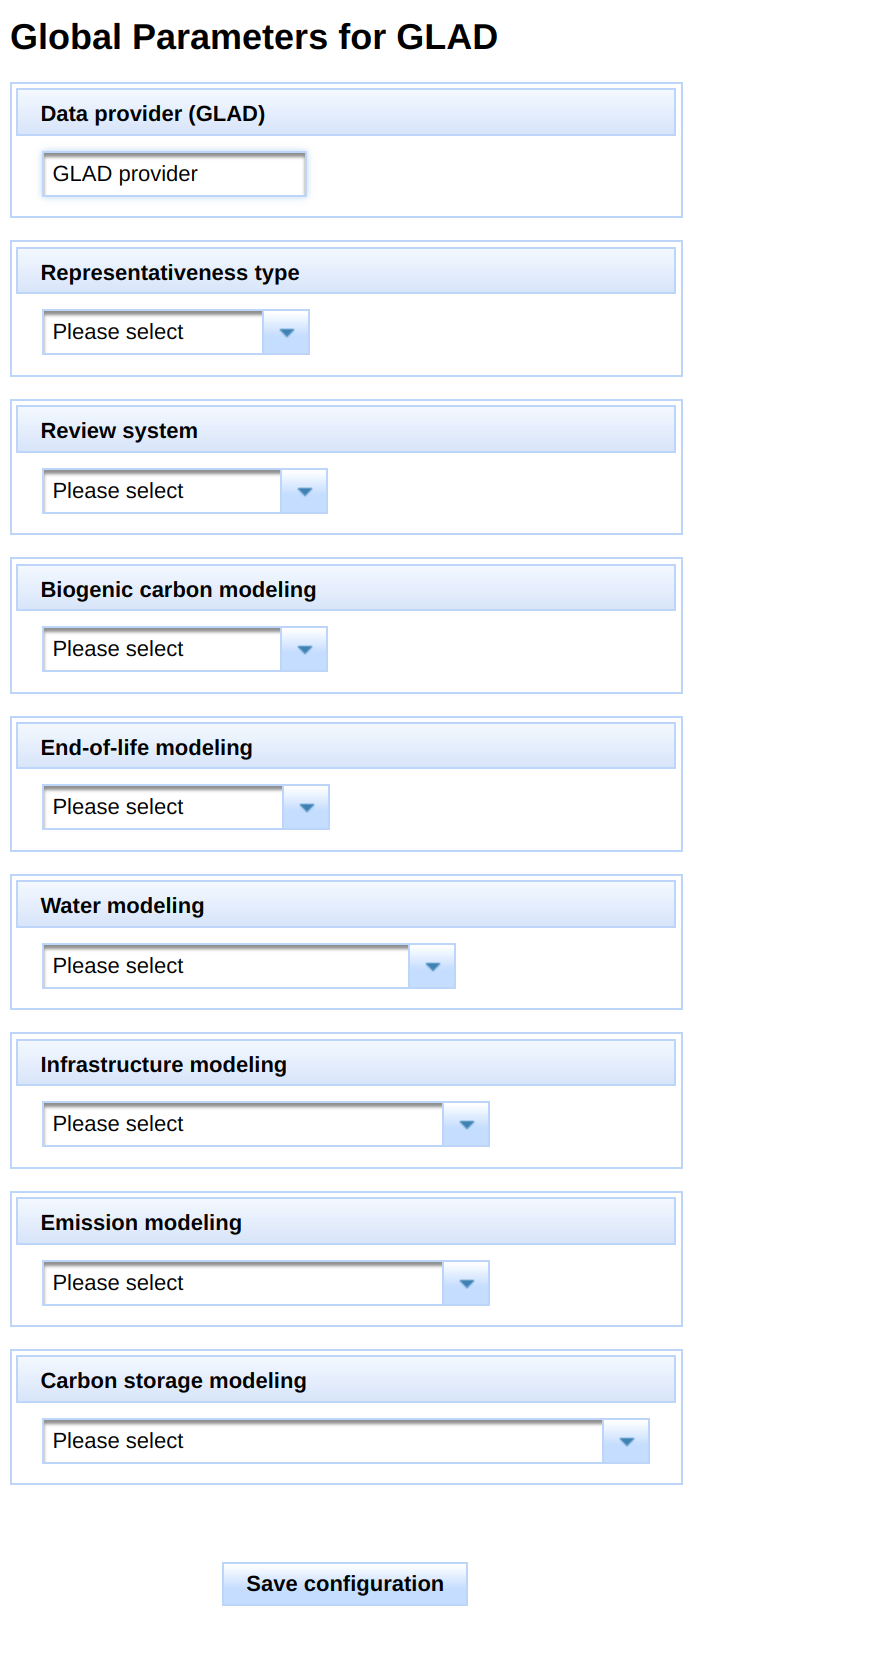 Global Parameters for GLAD
Data provider (GLAD)
GLAD provider
Representativeness type
Please select
Review system
Please select
Biogenic carbon modeling
Please select
End-of-life modeling
Please select
Water modeling
Please select
Infrastructure modeling
Please select
Emission modeling
Please select
Carbon storage modeling
Please select
Save configuration